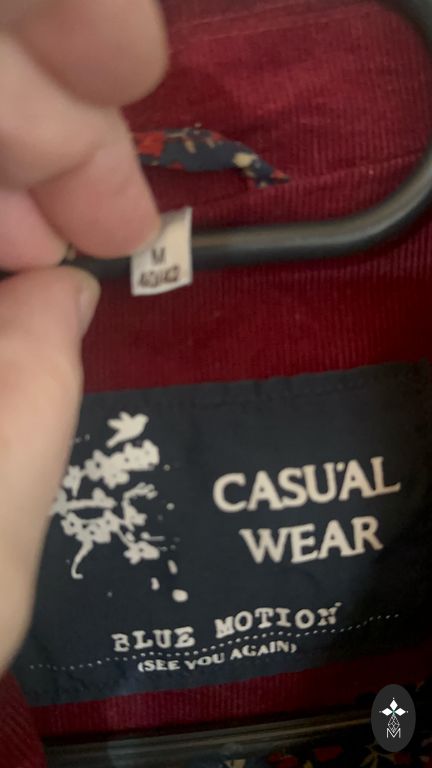 M
40/42
CASUAL
WEAR
BLUE MOTION
(SEE YOU AGAIN)